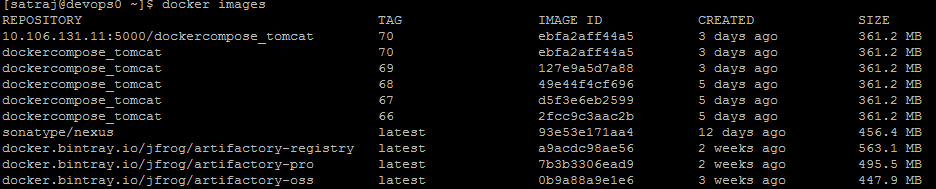 [satraj@devops0 ~]$ docker images
REPOSITORY TAG IMAGE ID CREATED SIZE
10.106.131.11:5000/dockercompose_tomcat 70 ebfa2aff44a5 3 days ago 361.2 MB
dockercompose_tomcat 70 ebfa2aff44a5 3 days ago 361.2 MB
dockercompose_tomcat 69 127e9a5d7a88 3 days ago 361.2 MB
dockercompose_tomcat 68 49e44f4cf696 5 days ago 361.2 MB
dockercompose_tomcat 67 d5f3e6eb2599 5 days ago 361.2 MB
dockercompose_tomcat 66 2fcc9c3aac2b 5 days ago 361.2 MB
sonatype/nexus latest 93e53e171aa4 12 days ago 456.4 MB
docker.bintray.io/jfrog/artifactory-registry latest a9acdc98ae56 2 weeks ago 563.1 MB
docker.bintray.io/jfrog/artifactory-pro latest 7b3b3306ead9 2 weeks ago 495.5 MB
docker.bintray.io/jfrog/artifactory-oss latest 0b9a88a9e1e6 3 weeks ago 447.9 MB